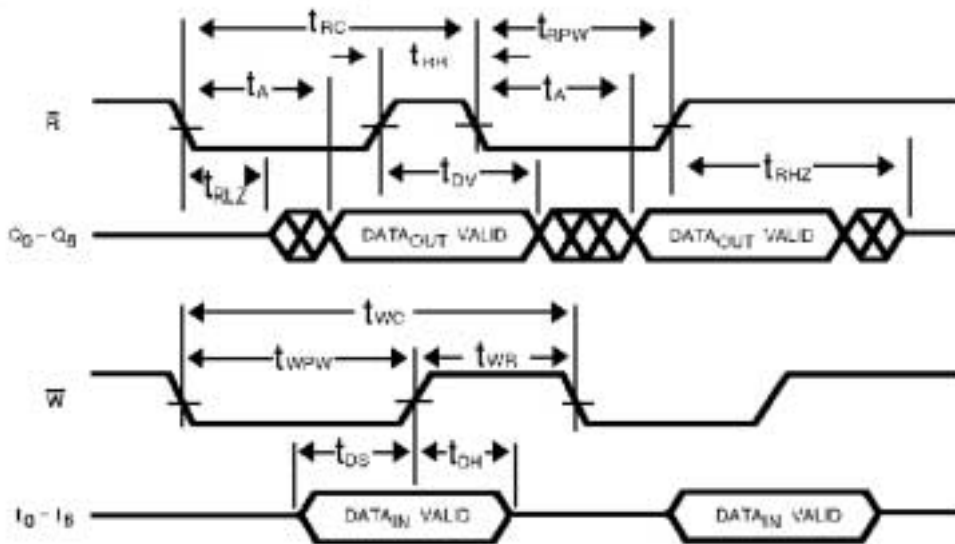 tRC
tRPW
tRR
tA
tA
R̅
tRLZ
tDV
tRHZ
Q0 – Q8
DATAOUT VALID
DATAOUT VALID
tWC
tWPW
tWR
W̅
tDS
tDH
I0 – I8
DATAIN VALID
DATAIN VALID